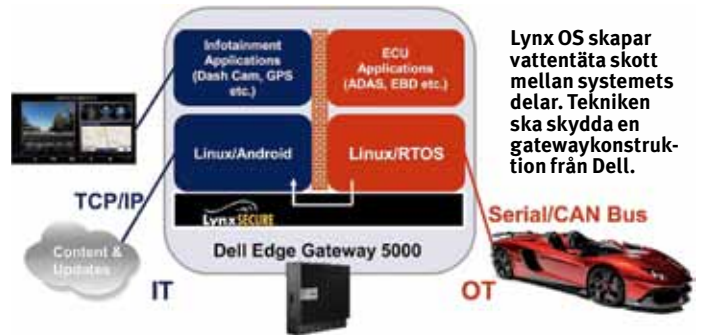 Infotainment
Applications
(Dash Cam, GPS
etc.)
ECU
Applications
(ADAS, EBD etc.)
Linux/Android
Linux/RTOS
LynxSECURE
Dell Edge Gateway 5000
TCP/IP
Content &
Updates
IT
OT
Serial/CAN Bus
Lynx OS skapar
vattentäta skott
mellan systemets
delar. Tekniken
ska skydda en
gatewaykonstruk-
tion från Dell.